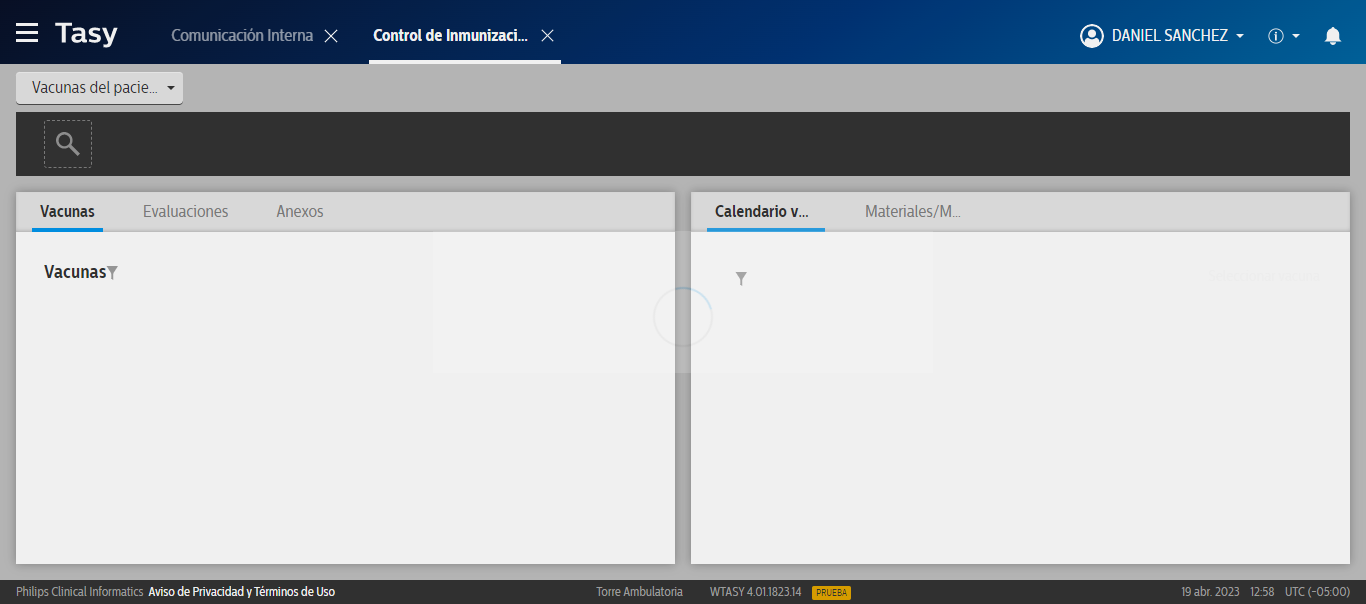 Tasy Comunicación Interna Control de Inmunizaci... DANIEL SANCHEZ
Vacunas del pacie...
Vacunas Evaluaciones Anexos Calendario v... Materiales/M...
Vacunas
Philips Clinical Informatics Aviso de Privacidad y Términos de Uso Torre Ambulatoria WTASY 4.01.1823.14 PRUEBA 19 abr. 2023 12:58 UTC (-05:00)